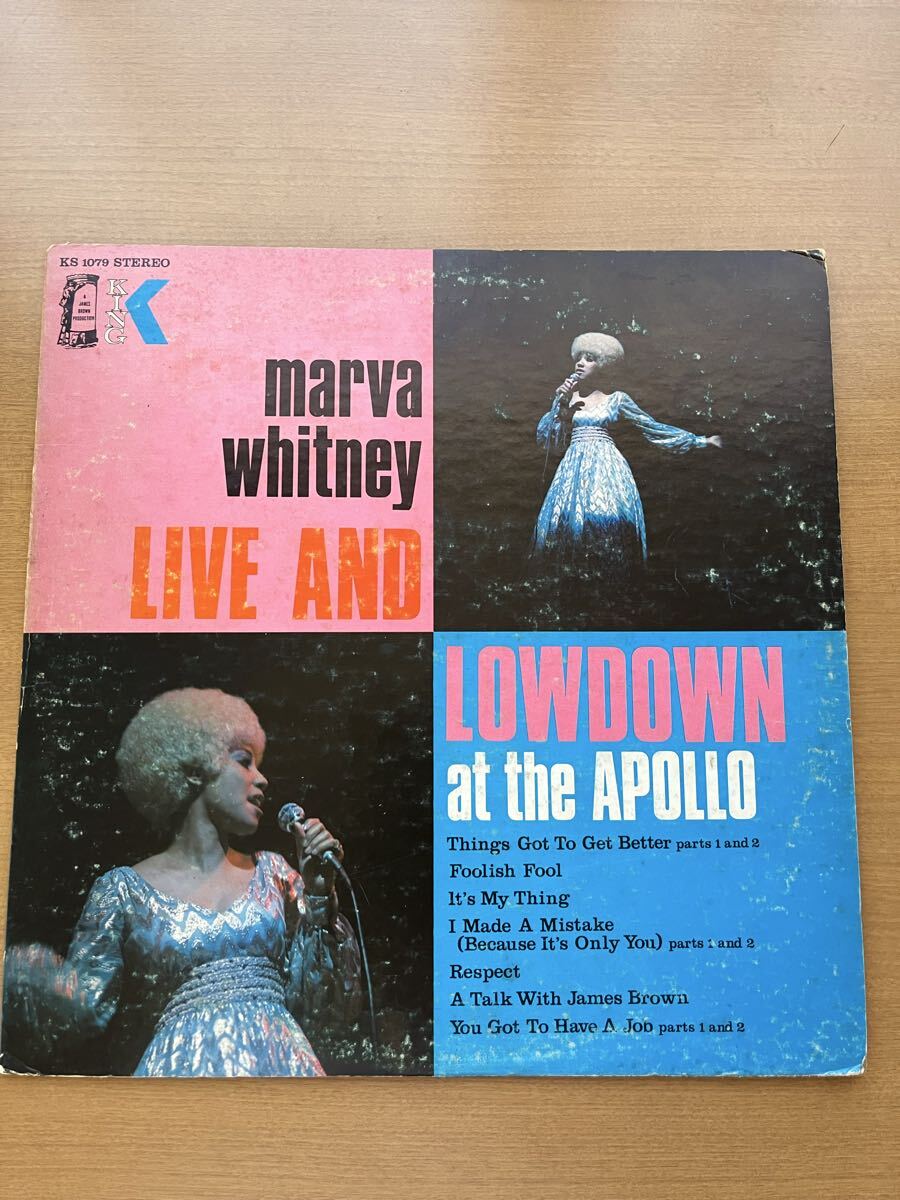 KS 1079 STEREO
A
JAMES
BROWN
PRODUCTION
KING
marva
whitney
LIVE AND
LOWDOWN
at the APOLLO
Things Got To Get Better parts 1 and 2
Foolish Fool
It's My Thing
I Made A Mistake
(Because It's Only You) parts 1 and 2
Respect
A Talk With James Brown
You Got To Have A Job parts 1 and 2